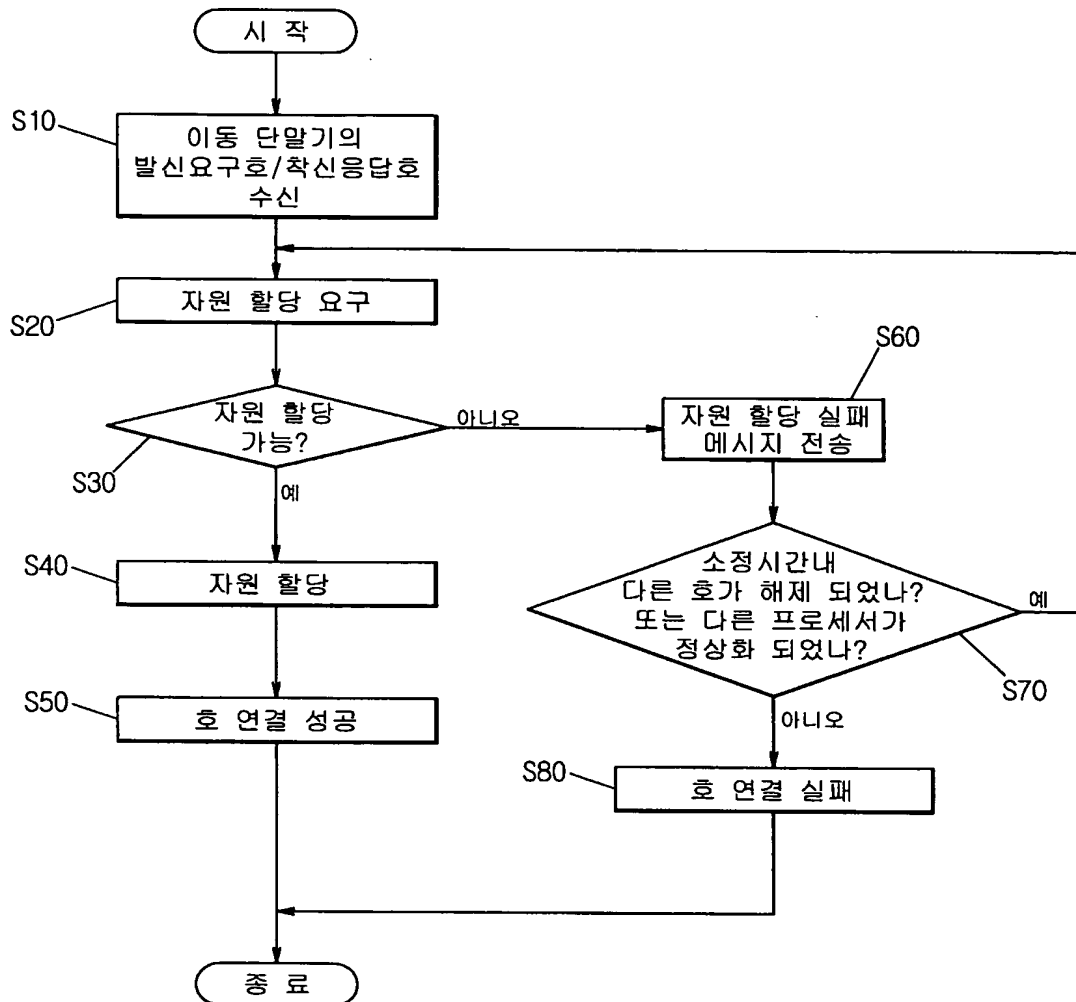 시 작
S10
이동 단말기의
발신요구호/착신응답호
수신
S20
자원 할당 요구
S30
자원 할당
가능?
아니오
예
S60
자원 할당 실패
메시지 전송
S40
자원 할당
소정시간내
다른 호가 해제 되었나?
또는 다른 프로세서가
정상화 되었나?
예
S70
아니오
S50
호 연결 성공
S80
호 연결 실패
종 료